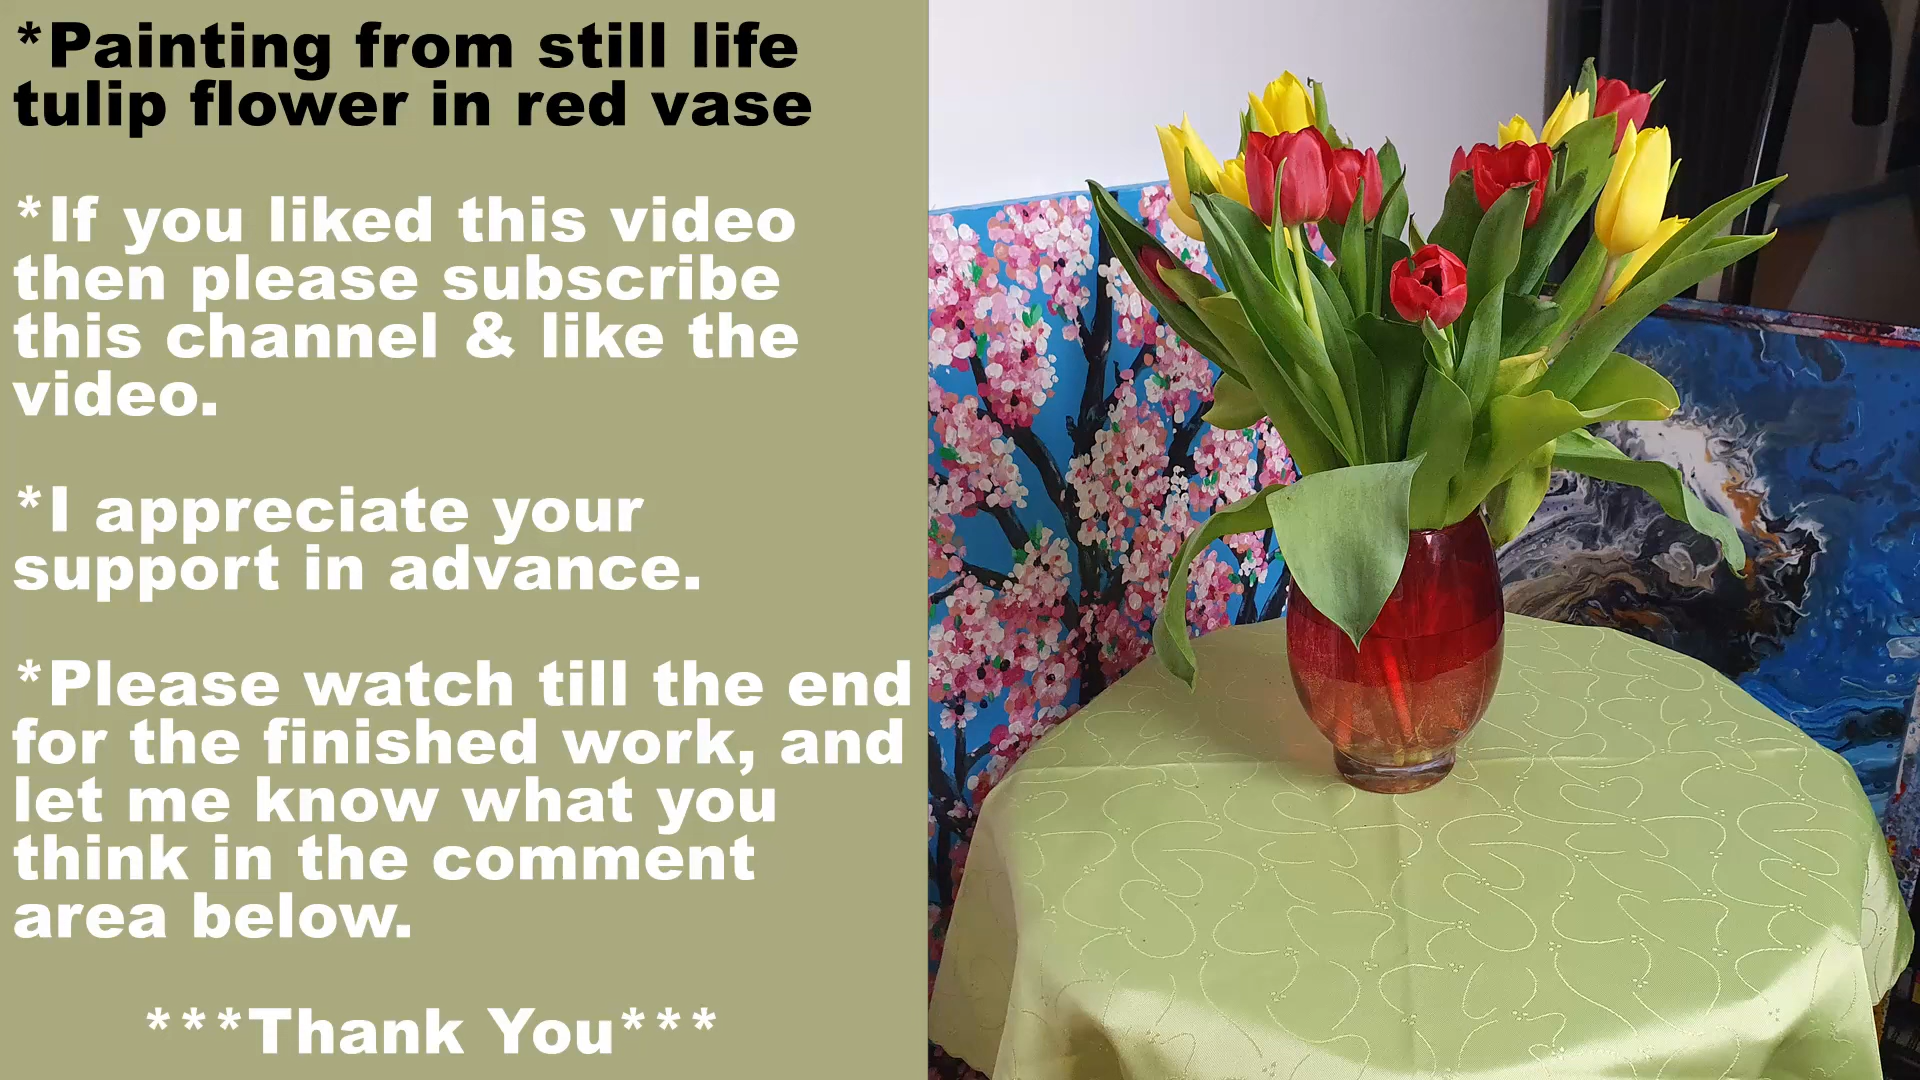 *Painting from still life
tulip flower in red vase
*If you liked this video
then please subscribe
this channel & like the
video.
*I appreciate your
support in advance.
*Please watch till the end
for the finished work, and
let me know what you
think in the comment
area below.
***Thank You***